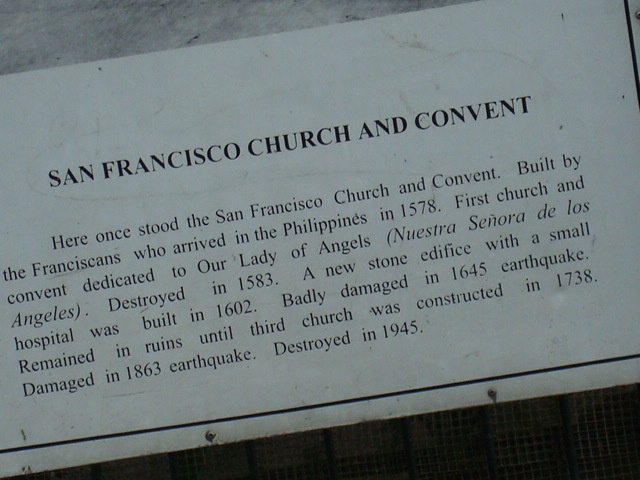 SAN FRANCISCO CHURCH AND CONVENT
Here once stood the San Francisco Church and Convent. Built by
the Franciscans who arrived in the Philippines in 1578. First church and
convent dedicated to Our Lady of Angels (Nuestra Señora de los
Angeles). Destroyed in 1583. A new stone edifice with a small
hospital was built in 1602. Badly damaged in 1645 earthquake.
Remained in ruins until third church was constructed in 1738.
Damaged in 1863 earthquake. Destroyed in 1945.